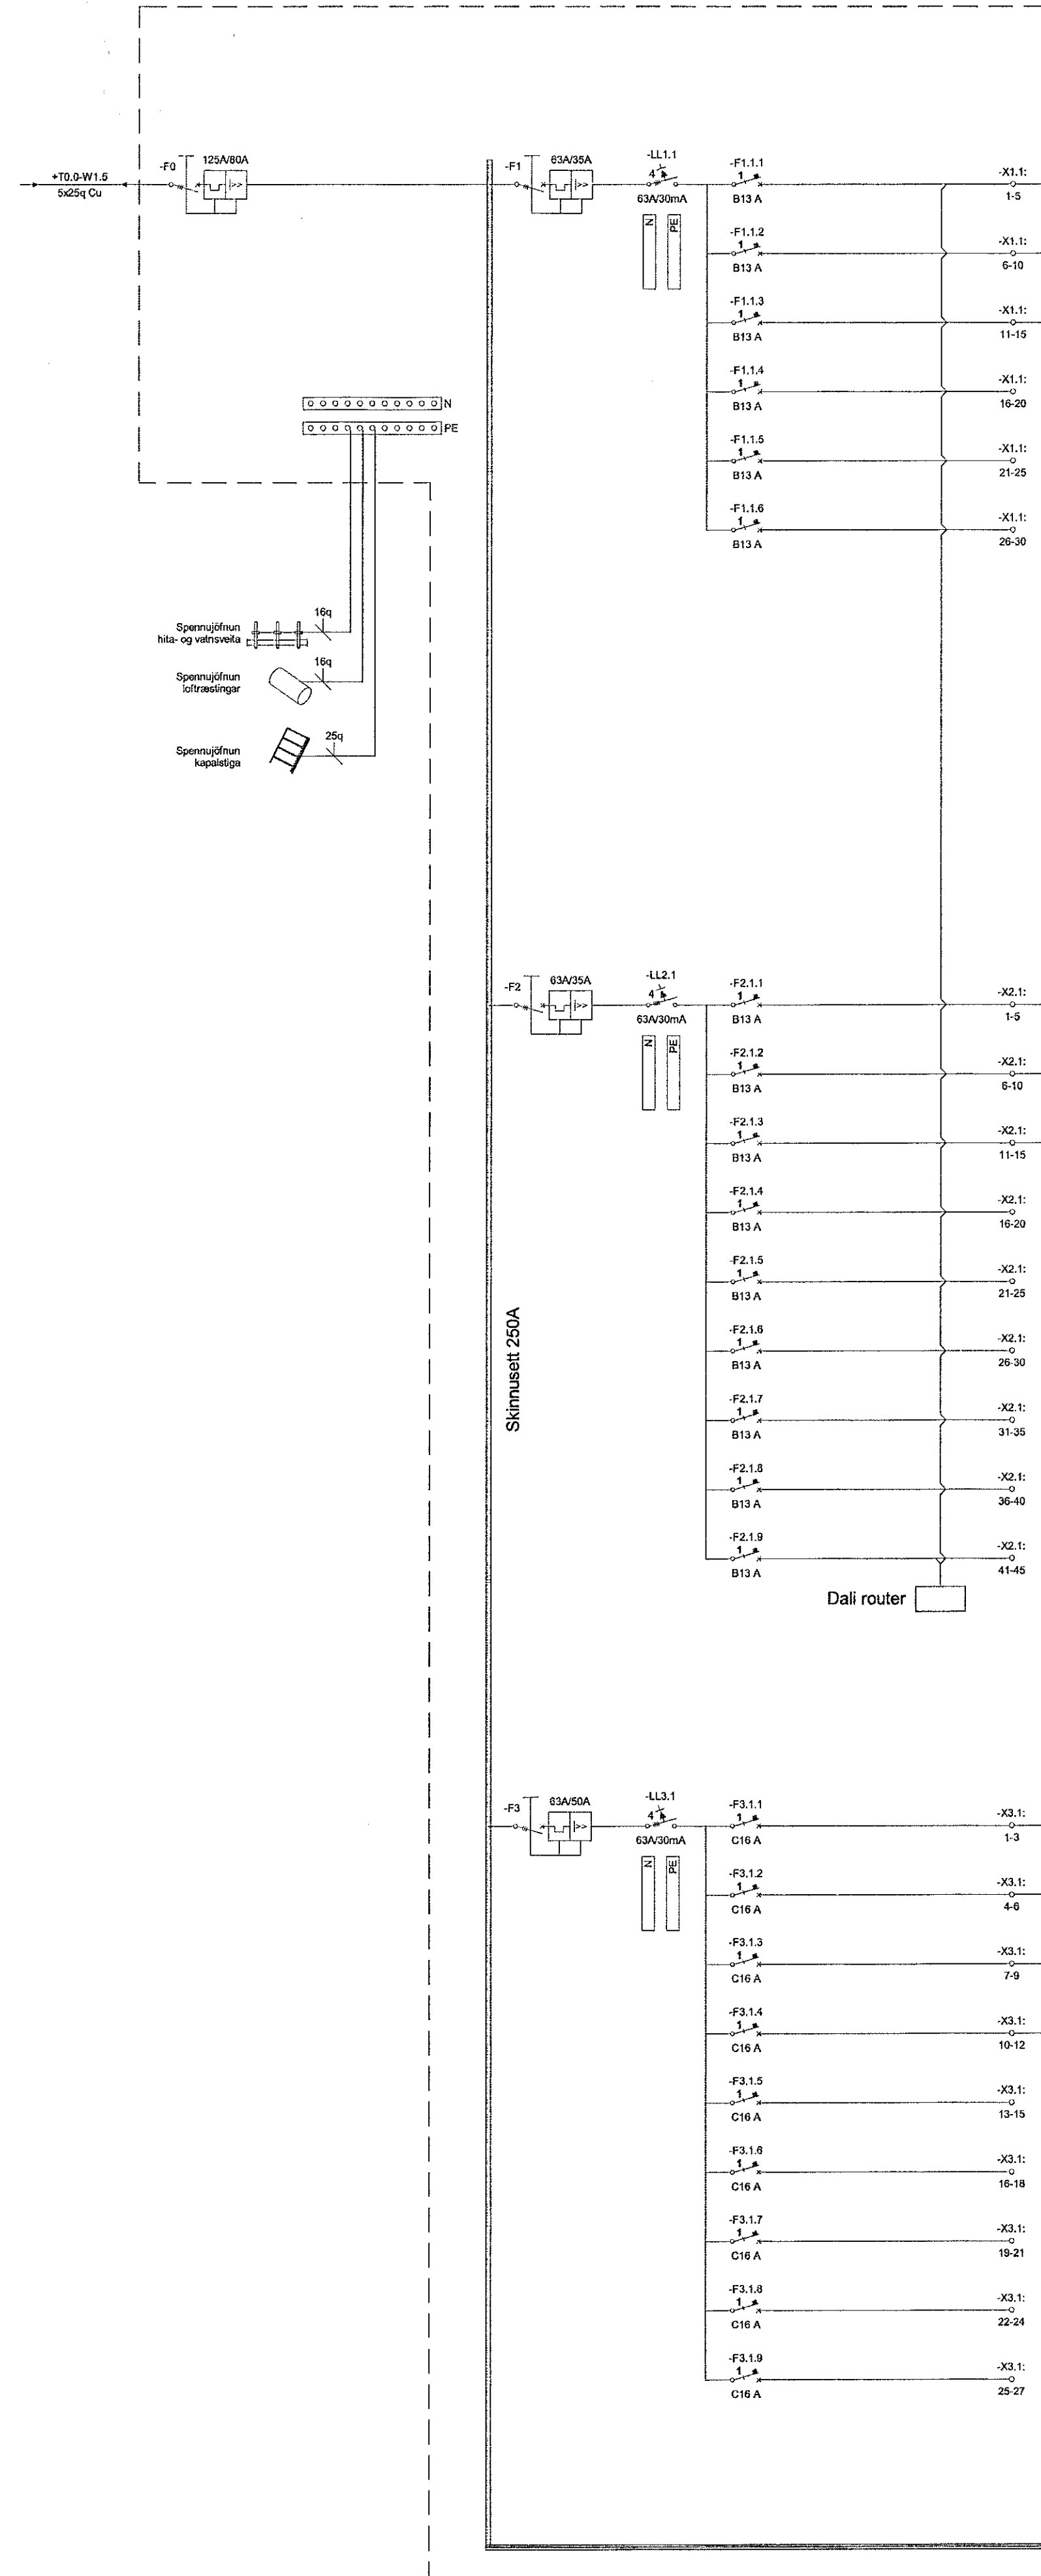 +T0.0-W1.5
5x25q Cu
-F0
125A/80A
-F1
63A/35A
-LL1.1
4
63A/30mA
N
PE
-F1.1.1
1
B13 A
-X1.1:
1-5
-F1.1.2
1
B13 A
-X1.1:
6-10
-F1.1.3
1
B13 A
-X1.1:
11-15
-F1.1.4
1
B13 A
-X1.1:
16-20
-F1.1.5
1
B13 A
-X1.1:
21-25
-F1.1.6
1
B13 A
-X1.1:
26-30
N
PE
Spennujöfnun
hita- og vatnsveita
16q
Spennujöfnun
loftræstingar
16q
Spennujöfnun
kapalstiga
25q
-F2
63A/35A
-LL2.1
4
63A/30mA
N
PE
-F2.1.1
1
B13 A
-X2.1:
1-5
-F2.1.2
1
B13 A
-X2.1:
6-10
-F2.1.3
1
B13 A
-X2.1:
11-15
-F2.1.4
1
B13 A
-X2.1:
16-20
-F2.1.5
1
B13 A
-X2.1:
21-25
-F2.1.6
1
B13 A
-X2.1:
26-30
-F2.1.7
1
B13 A
-X2.1:
31-35
-F2.1.8
1
B13 A
-X2.1:
36-40
-F2.1.9
1
B13 A
-X2.1:
41-45
Skinnusett 250A
Dali router
-F3
63A/50A
-LL3.1
4
63A/30mA
N
PE
-F3.1.1
1
C16 A
-X3.1:
1-3
-F3.1.2
1
C16 A
-X3.1:
4-6
-F3.1.3
1
C16 A
-X3.1:
7-9
-F3.1.4
1
C16 A
-X3.1:
10-12
-F3.1.5
1
C16 A
-X3.1:
13-15
-F3.1.6
1
C16 A
-X3.1:
16-18
-F3.1.7
1
C16 A
-X3.1:
19-21
-F3.1.8
1
C16 A
-X3.1:
22-24
-F3.1.9
1
C16 A
-X3.1:
25-27